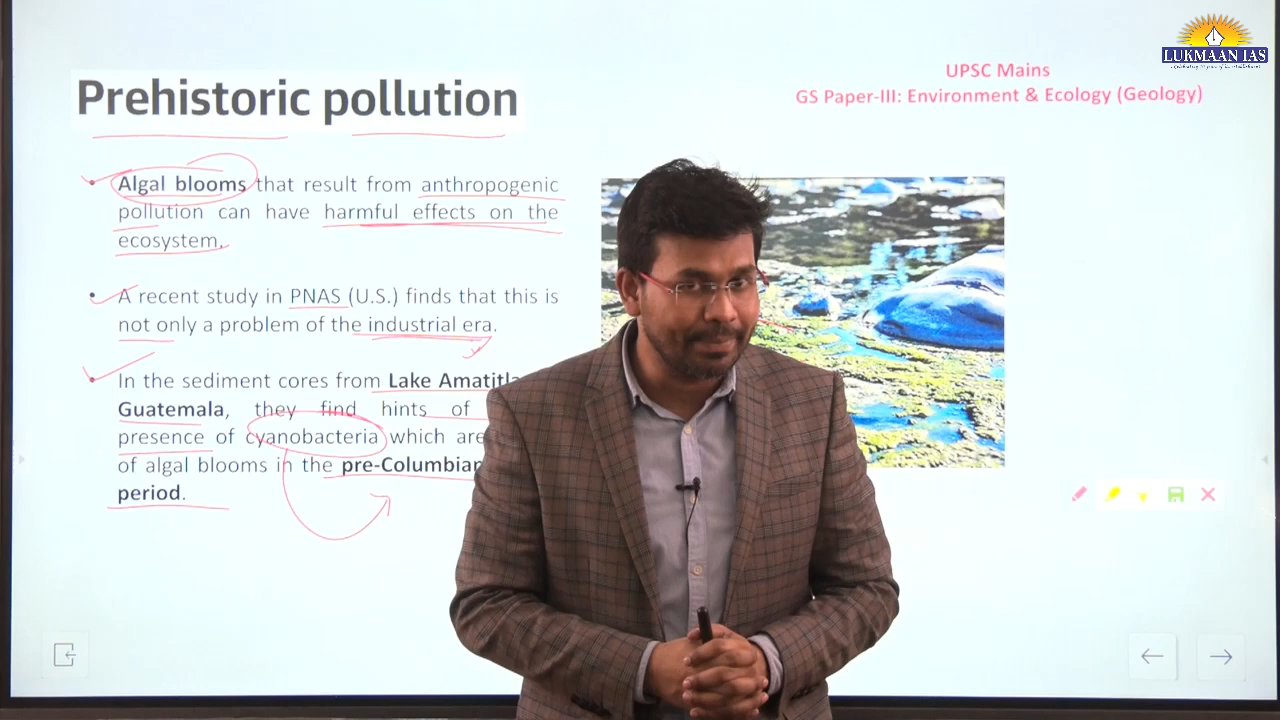 LUKMAAN IAS
UPSC Mains
GS Paper-III: Environment & Ecology (Geology)
Prehistoric pollution
• Algal blooms that result from anthropogenic
pollution can have harmful effects on the
ecosystem.
• A recent study in PNAS (U.S.) finds that this is
not only a problem of the industrial era.
• In the sediment cores from Lake
Guatemala, they find hints of
presence of cyanobacteria which are
of algal blooms in the pre-Columbian
period.